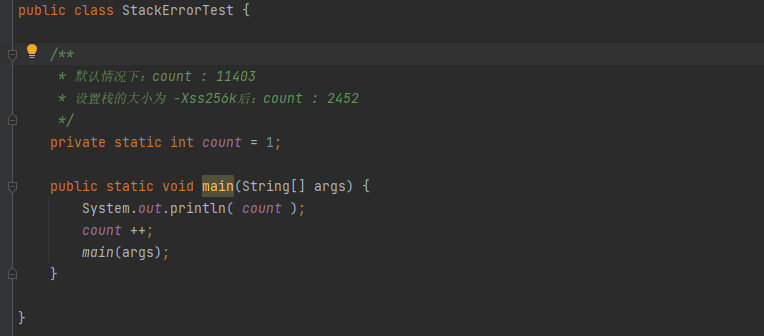 public class StackErrorTest {
/**
* 默认情况下：count : 11403
* 设置栈的大小为 -Xss256k后：count : 2452
*/
private static int count = 1;
public static void main(String[] args) {
System.out.println( count );
count ++;
main(args);
}
}